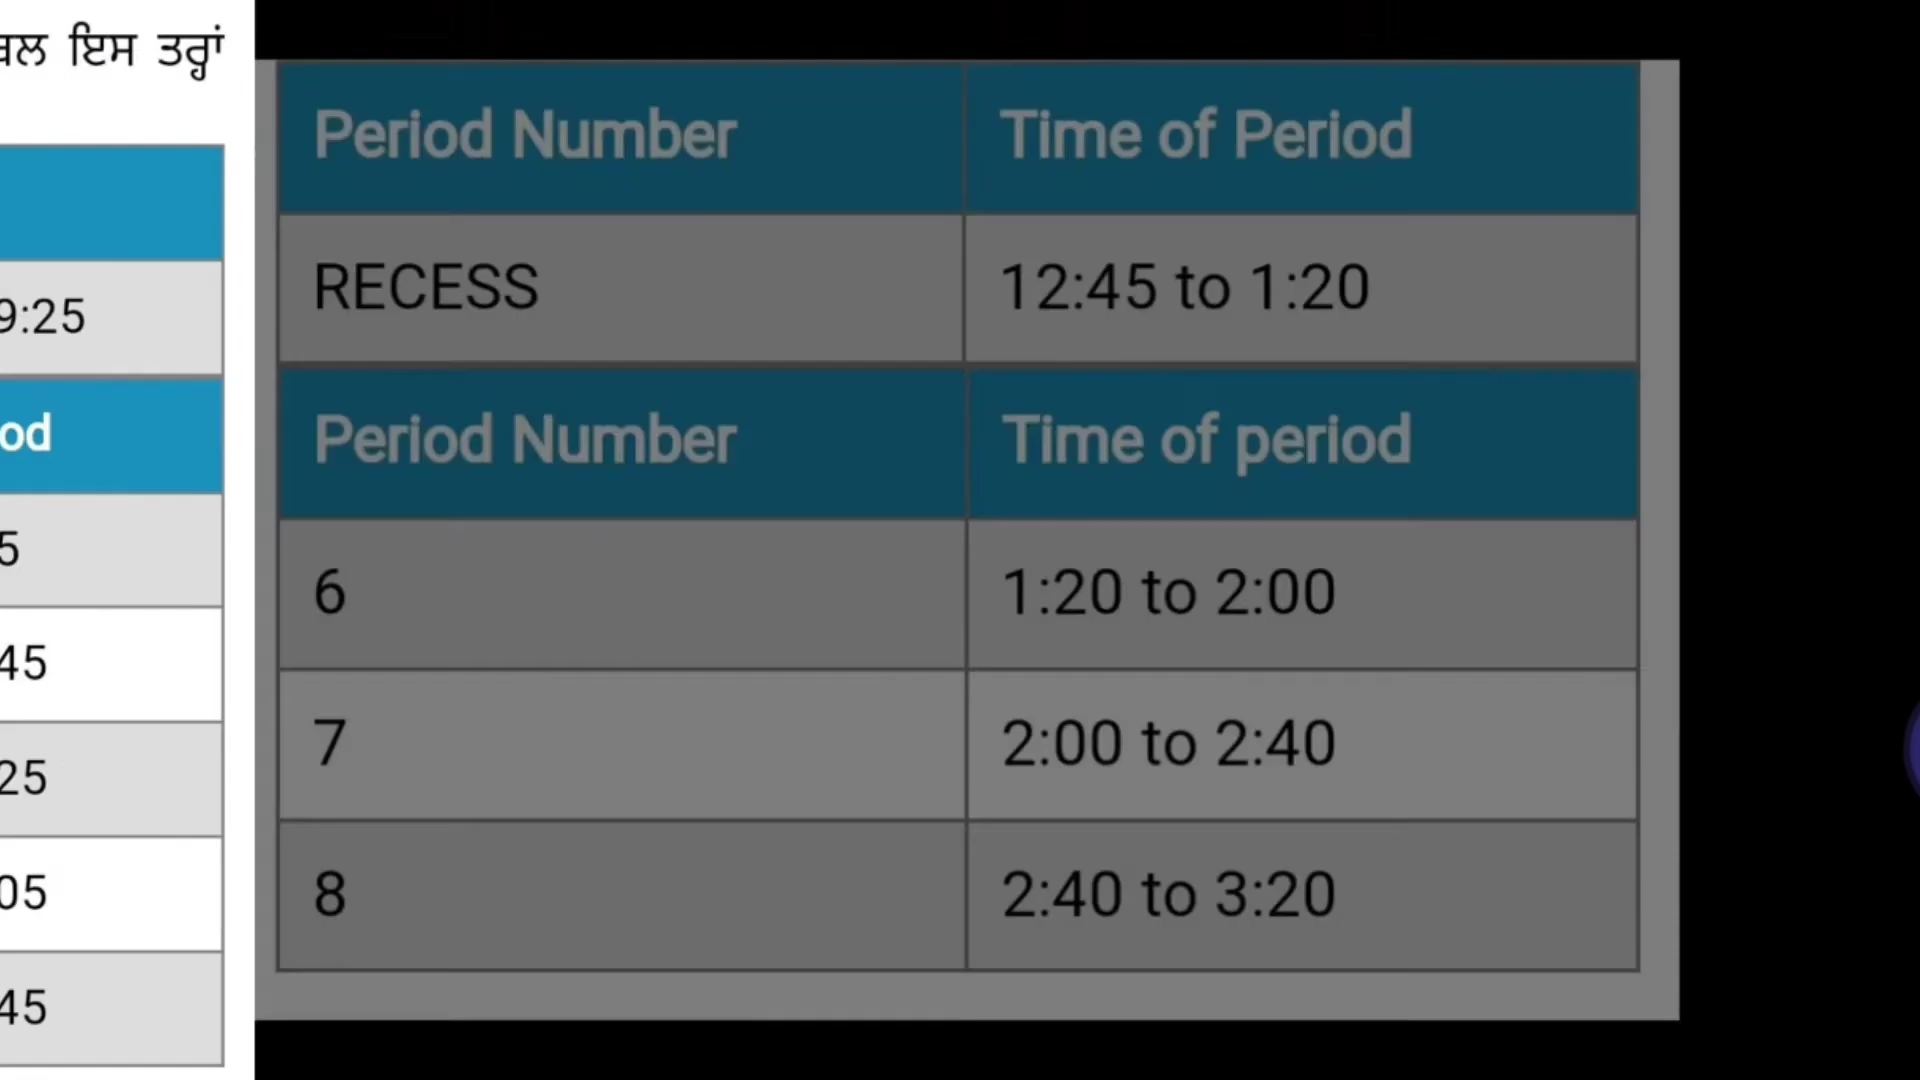 ਇਸ ਤਰ੍ਹਾਂ
9:25
od
5
45
25
05
45
Period Number Time of Period
RECESS 12:45 to 1:20
Period Number Time of period
6 1:20 to 2:00
7 2:00 to 2:40
8 2:40 to 3:20